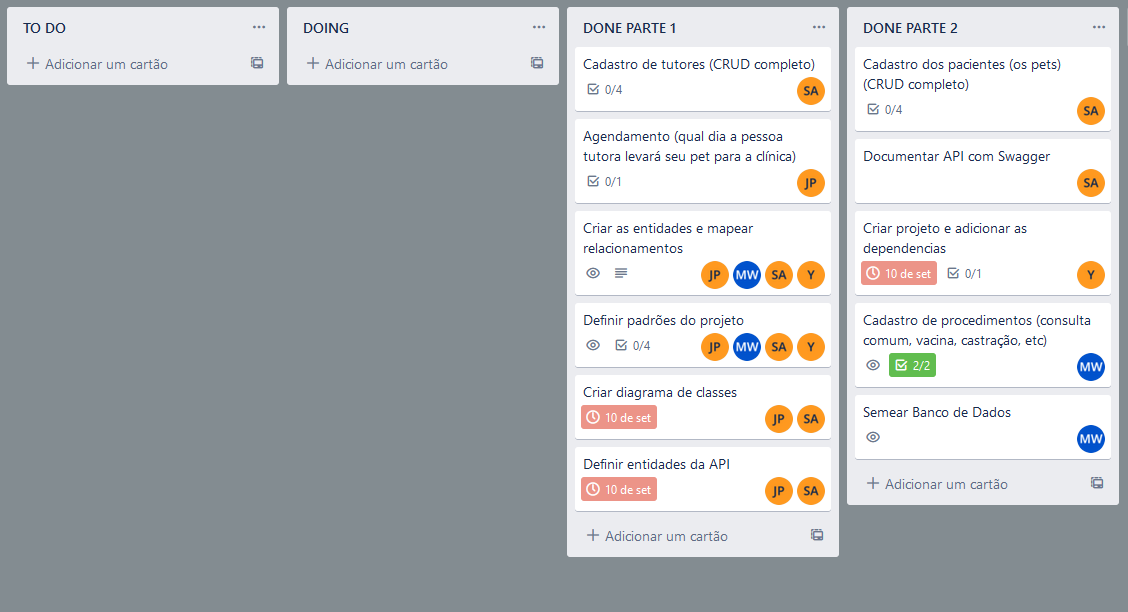 TO DO
Adicionar um cartão
DOING
Adicionar um cartão
DONE PARTE 1
Cadastro de tutores (CRUD completo)
0/4
SA
Agendamento (qual dia a pessoa
tutora levará seu pet para a clínica)
0/1
JP
Criar as entidades e mapear
relacionamentos
JP MW SA Y
Definir padrões do projeto
0/4 JP MW SA Y
Criar diagrama de classes
10 de set JP SA
Definir entidades da API
10 de set JP SA
Adicionar um cartão
DONE PARTE 2
Cadastro dos pacientes (os pets)
(CRUD completo)
0/4
SA
Documentar API com Swagger
SA
Criar projeto e adicionar as
dependencias
10 de set 0/1 Y
Cadastro de procedimentos (consulta
comum, vacina, castração, etc)
2/2 MW
Semear Banco de Dados
MW
Adicionar um cartão